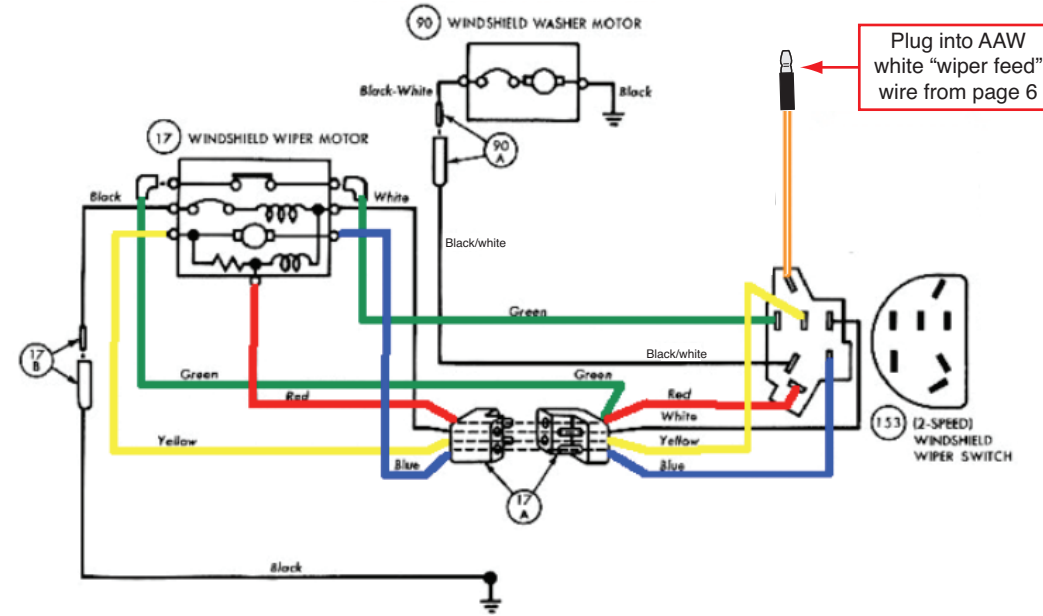 90 WINDSHIELD WASHER MOTOR
Plug into AAW
white “wiper feed”
wire from page 6
Black-White
Black
17 WINDSHIELD WIPER MOTOR
90
A
Black
White
Black/white
Green
Black/white
17
B
Green
Green
Red
Red
White
153 (2-SPEED)
WINDSHIELD
WIPER SWITCH
Yellow
Yellow
Blue
Blue
17
A
Black